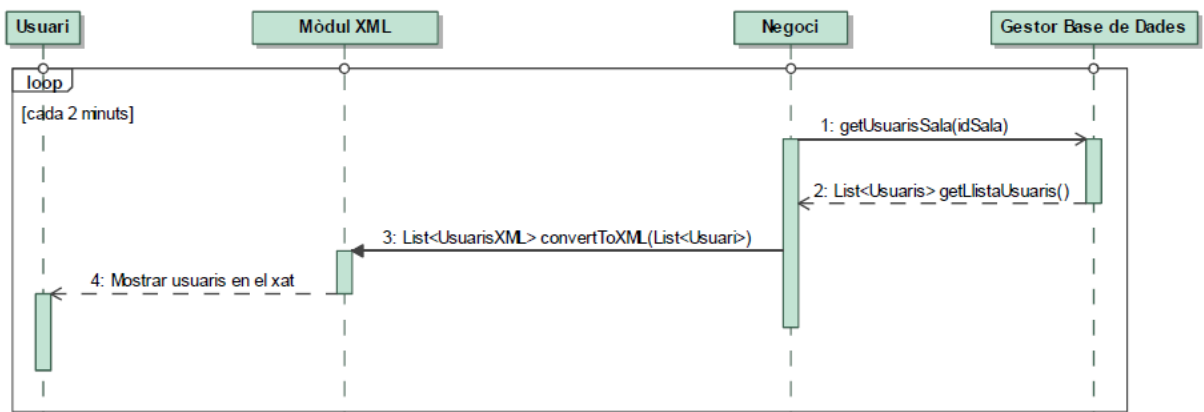 Usuari
Mòdul XML
Negoci
Gestor Base de Dades
loop
[cada 2 minuts]
1: getUsuarisSala(idSala)
2: List<Usuaris> getLlistaUsuaris()
3: List<UsuarisXML> convertToXML(List<Usuari>)
4: Mostrar usuaris en el xat